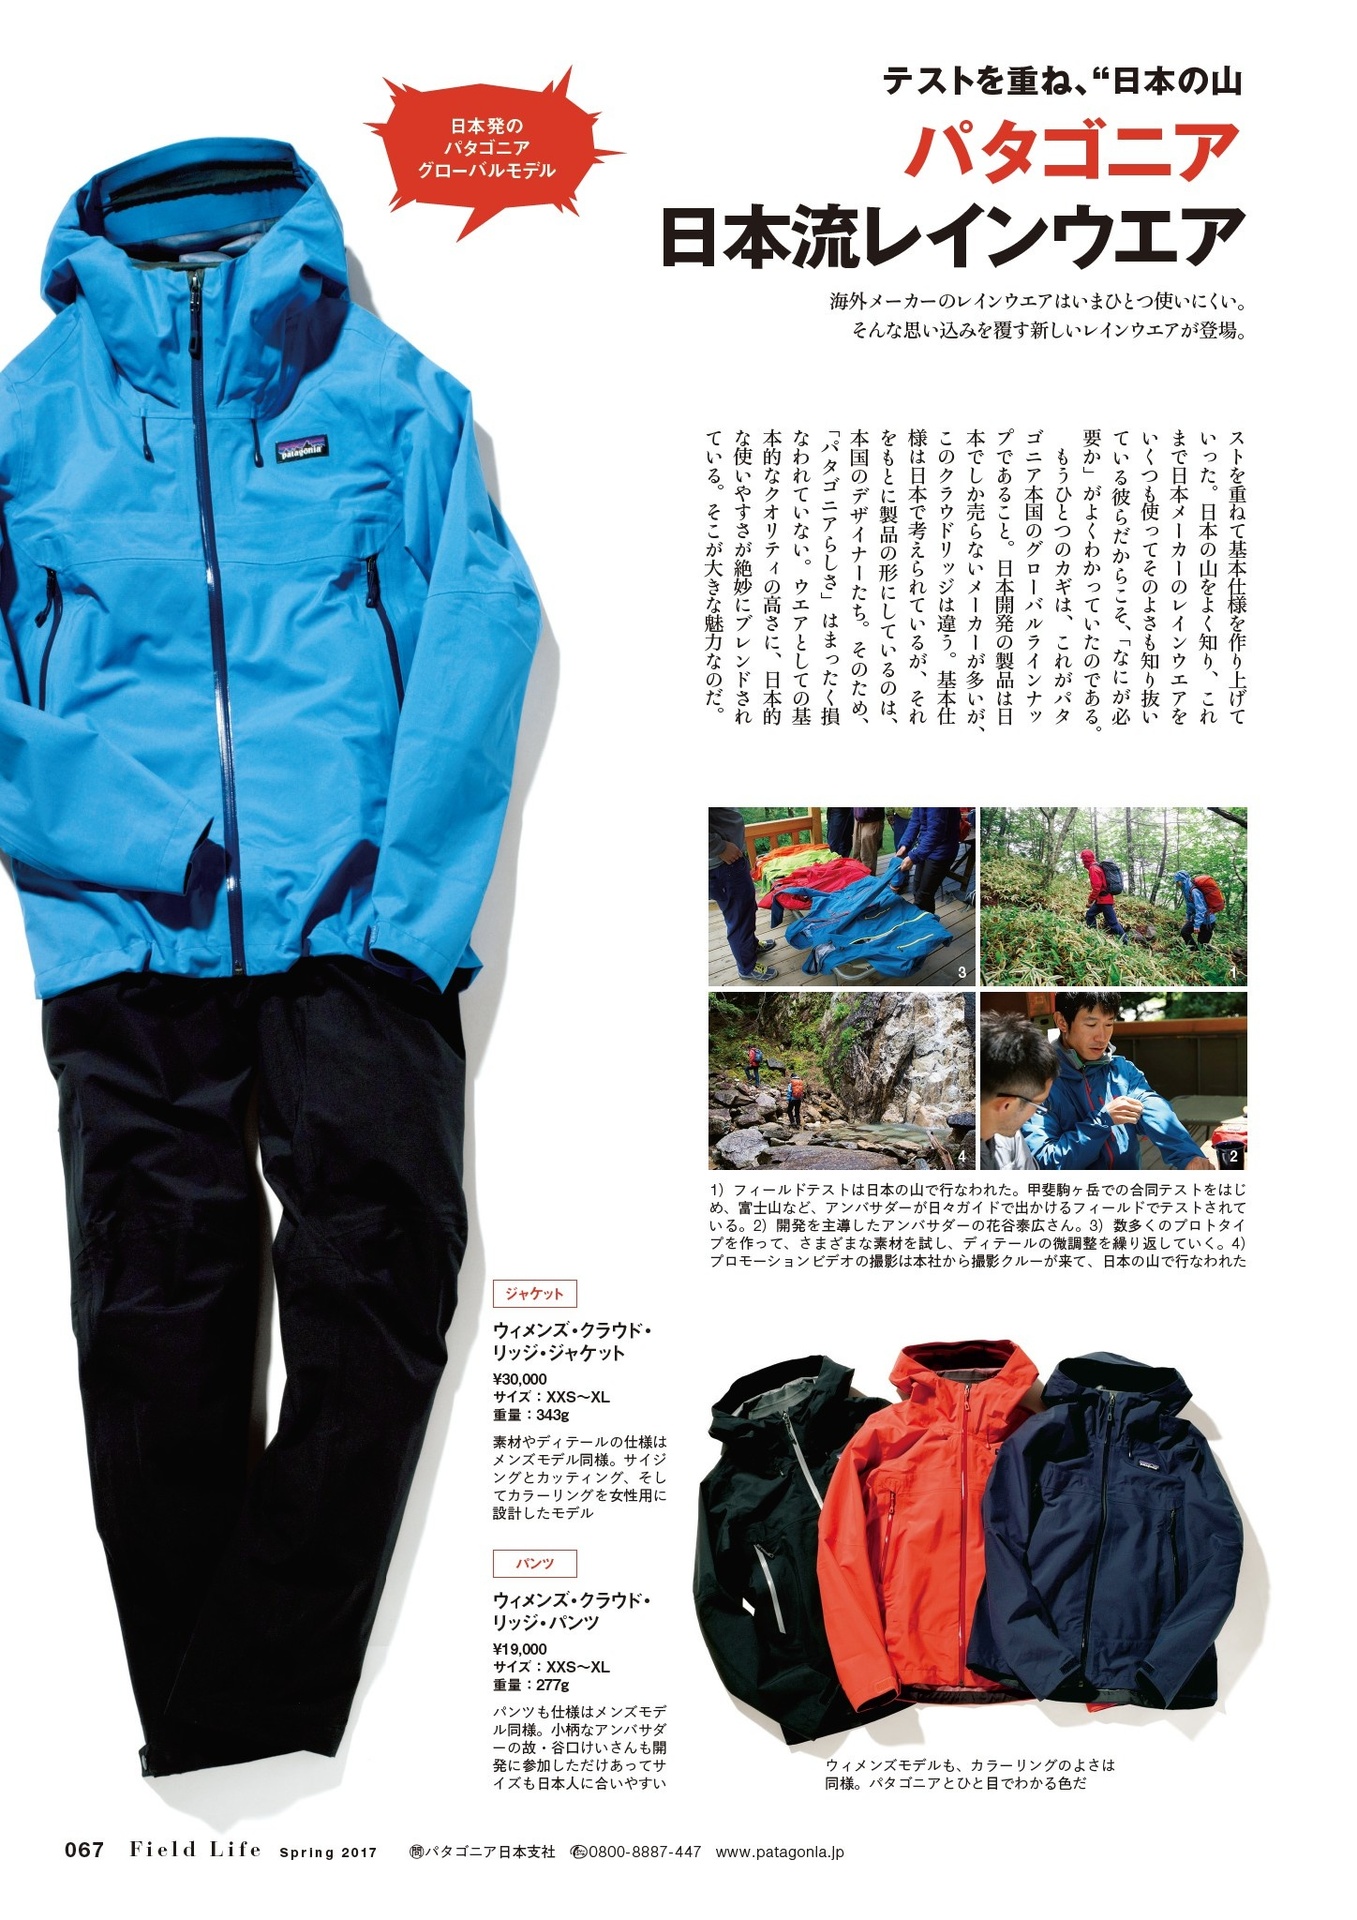 日本発の
パタゴニア
グローバルモデル
テストを重ね、“日本の山
パタゴニア
日本流レインウエア
海外メーカーのレインウエアはいまひとつ使いにくい。
そんな思い込みを覆す新しいレインウエアが登場。
ストを重ねて基本仕様を作り上げて
いった。日本の山をよく知り、これ
まで日本メーカーのレインウエアを
いくつも使ってそのよさも知り抜い
ている彼らだからこそ、「なにが必
要か」がよくわかっていたのである。
もうひとつのカギは、これがパタ
ゴニア本国のグローバルラインナッ
プであること。日本開発の製品は日
本でしか売らないメーカーが多いが、
このクラウドリッジは違う。基本仕
様は日本で考えられているが、それ
をもとに製品の形にしているのは、
本国のデザイナーたち。そのため、
「パタゴニアらしさ」はまったく損
なわれていない。ウエアとしての基
本的なクオリティの高さに、日本的
な使いやすさが絶妙にブレンドされ
ている。そこが大きな魅力なのだ。
patagonia
3
1
4
2
1）フィールドテストは日本の山で行なわれた。甲斐駒ヶ岳での合同テストをはじ
め、富士山など、アンバサダーが日々ガイドで出かけるフィールドでテストされて
いる。2）開発を主導したアンバサダーの花谷泰広さん。3）数多くのプロトタイ
プを作って、さまざまな素材を試し、ディテールの微調整を繰り返していく。4）
プロモーションビデオの撮影は本社から撮影クルーが来て、日本の山で行なわれた
ジャケット
ウィメンズ・クラウド・
リッジ・ジャケット
¥30,000
サイズ：XXS〜XL
重量：343g
素材やディテールの仕様は
メンズモデル同様。サイジ
ングとカッティング、そし
てカラーリングを女性用に
設計したモデル
パンツ
ウィメンズ・クラウド・
リッジ・パンツ
¥19,000
サイズ：XXS〜XL
重量：277g
パンツも仕様はメンズモデ
ル同様。小柄なアンバサダ
ーの故・谷口けいさんも開
発に参加しただけあってサ
イズも日本人に合いやすい
ウィメンズモデルも、カラーリングのよさは
同様。パタゴニアとひと目でわかる色だ
067 Field Life Spring 2017 ㉄パタゴニア日本支社 0800-8887-447 www.patagonia.jp